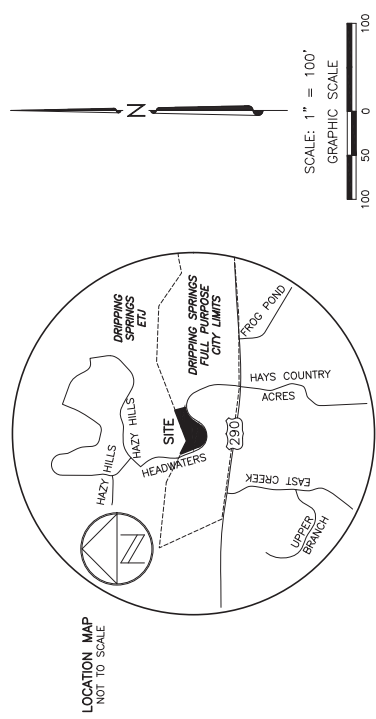 LOCATION MAP
NOT TO SCALE
N
HAZY HILLS
HAZY HILLS
HAZY HILLS
HEADWATERS
SITE
DRIPPING
SPRINGS
ETJ
DRIPPING SPRINGS
FULL PURPOSE
CITY LIMITS
290
FROG POND
HAYS COUNTRY
ACRES
EAST CREEK
UPPER
BRANCH
N
SCALE: 1" = 100'
GRAPHIC SCALE
100 50 0 100